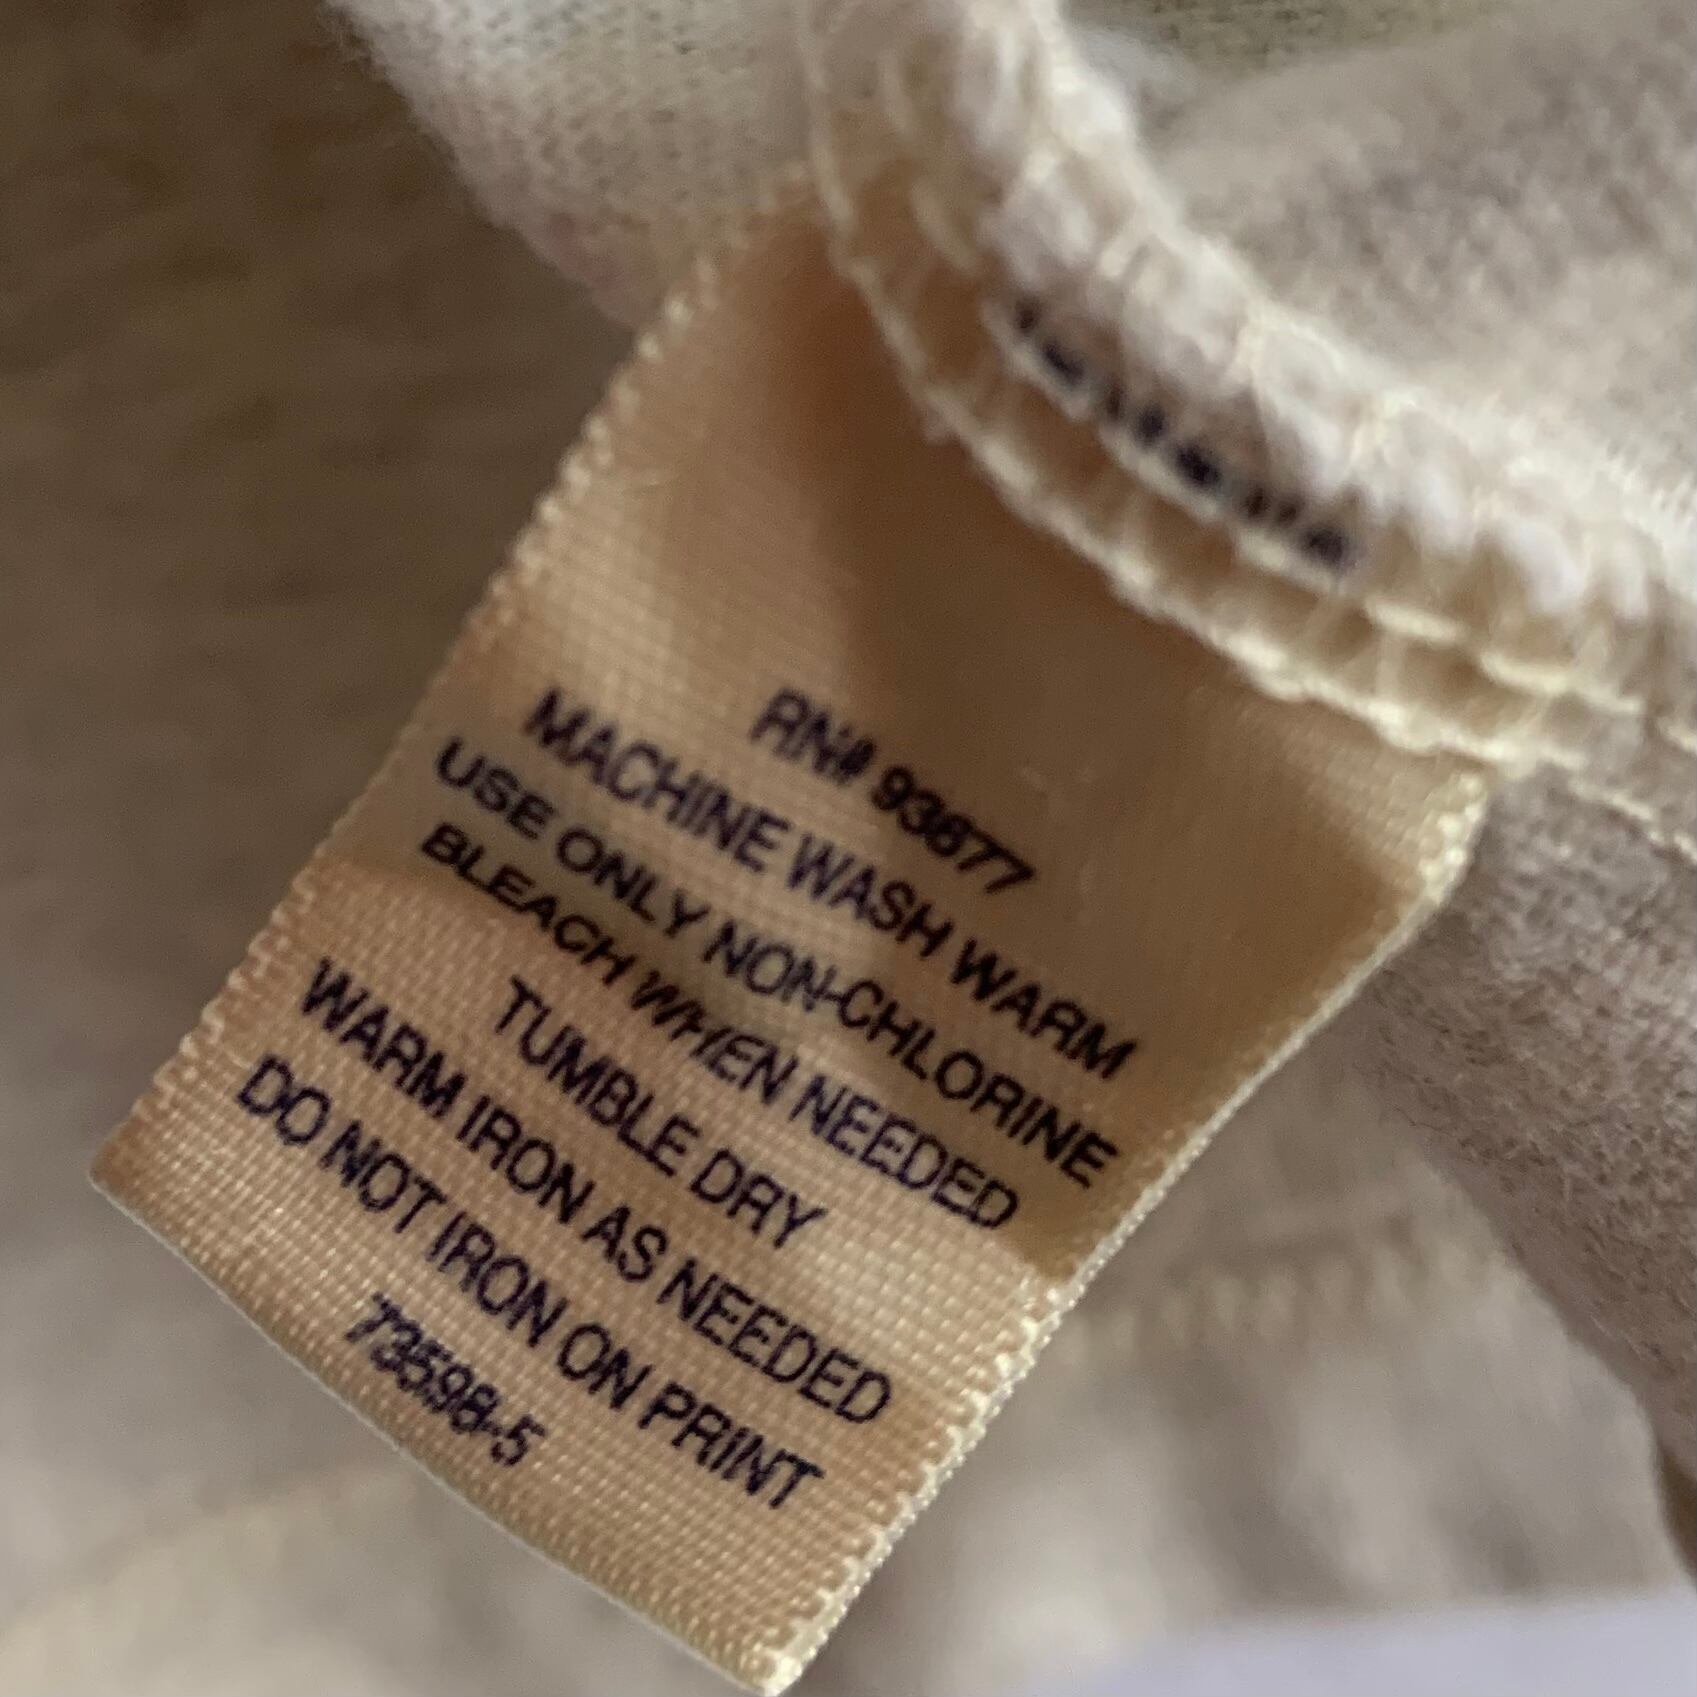 RN# 93677
MACHINE WASH WARM
USE ONLY NON-CHLORINE
BLEACH WHEN NEEDED
TUMBLE DRY
WARM IRON AS NEEDED
DO NOT IRON ON PRINT
73598-5